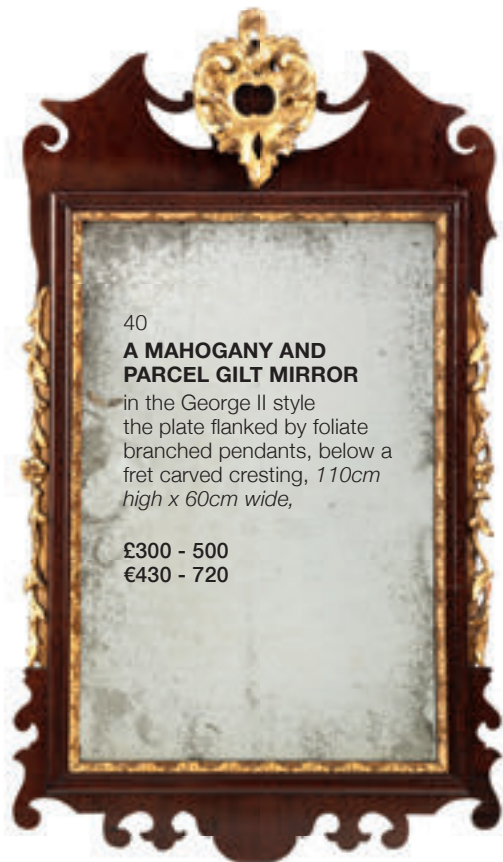 40
A MAHOGANY AND
PARCEL GILT MIRROR
in the George II style
the plate flanked by foliate
branched pendants, below a
fret carved cresting, 110cm
high x 60cm wide,
£300 - 500
€430 - 720